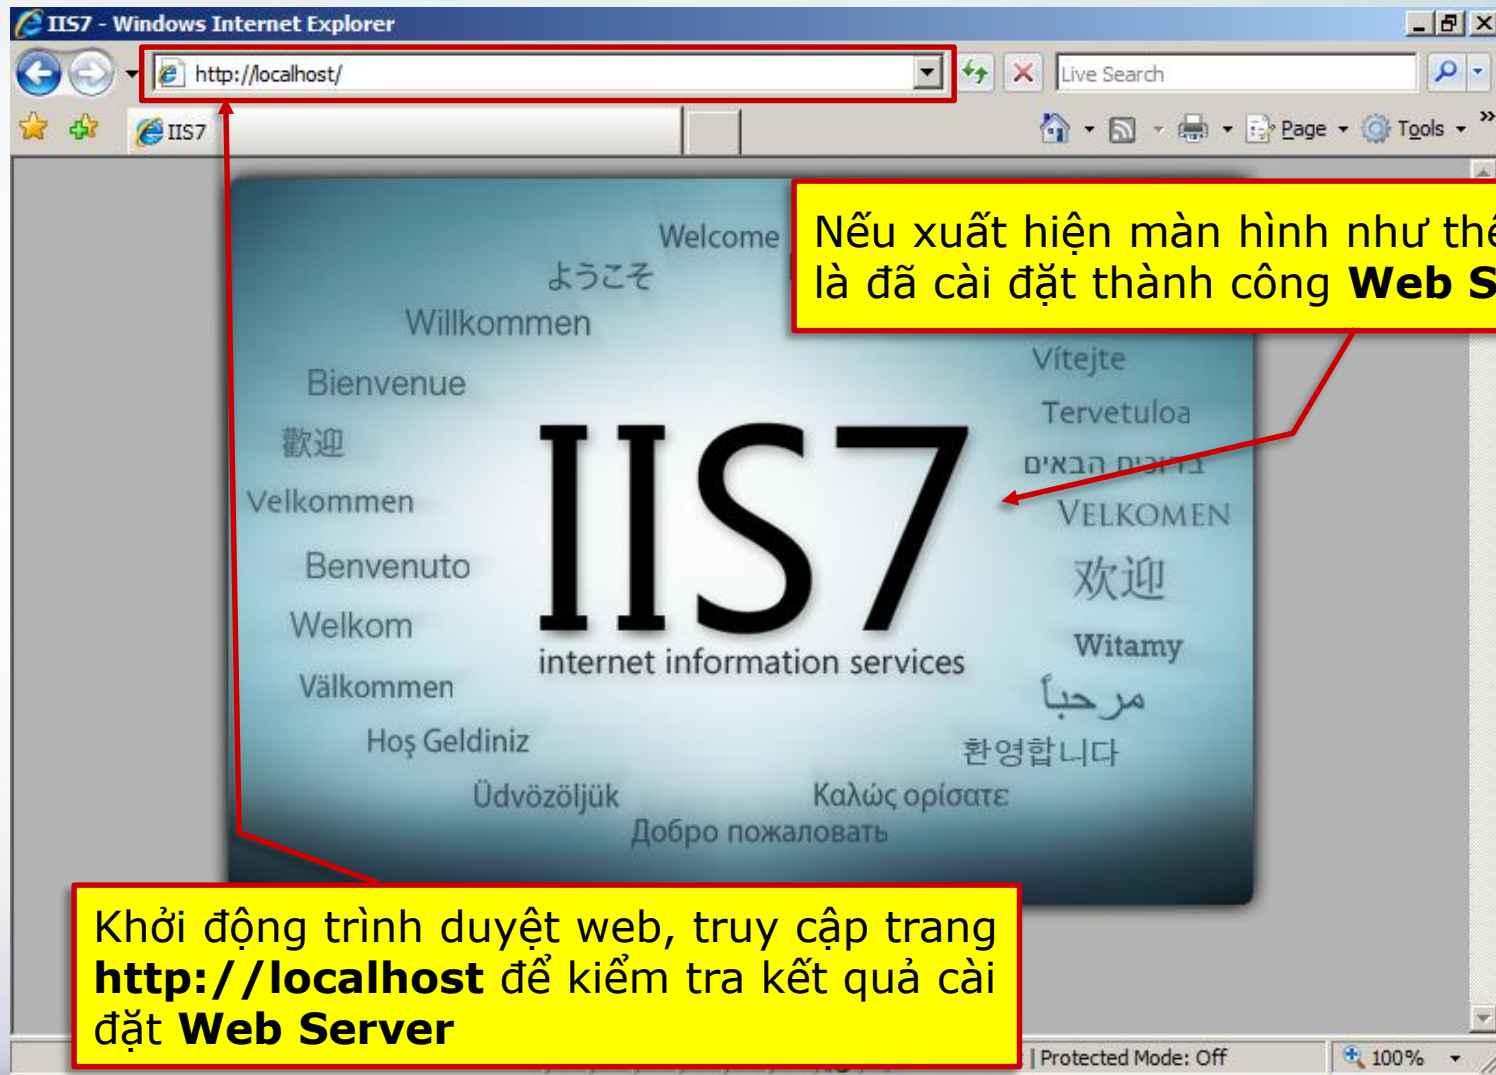 IIS7 - Windows Internet Explorer
http://localhost/
Live Search
IIS7
Page
Tools
Nếu xuất hiện màn hình như thế
là đã cài đặt thành công Web
Welcome
ようこそ
Willkommen
Vítejte
Bienvenue
Tervetuloa
歡迎
ברוכים הבאים
Velkommen
VELKOMEN
IIS7
Benvenuto
欢迎
Welkom
Witamy
internet information services
Välkommen
مرحباً
Hoş Geldiniz
환영합니다
Üdvözöljük
Καλώς ορίσατε
Добро пожаловать
Khởi động trình duyệt web, truy cập trang
http://localhost để kiểm tra kết quả cài
đặt Web Server
| Protected Mode: Off
100%